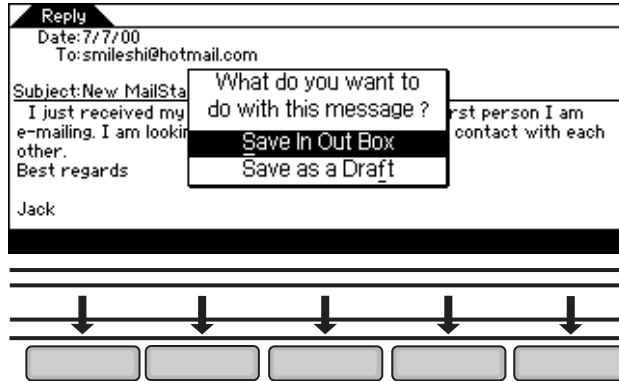 Reply
Date:7/7/00
To:smileshi@hotmail.com
Subject:New MailSta
What do you want to
do with this message ?
Save In Out Box
Save as a Draft
I just received my rst person I am
e-mailing. I am lookin contact with each
other.
Best regards
Jack